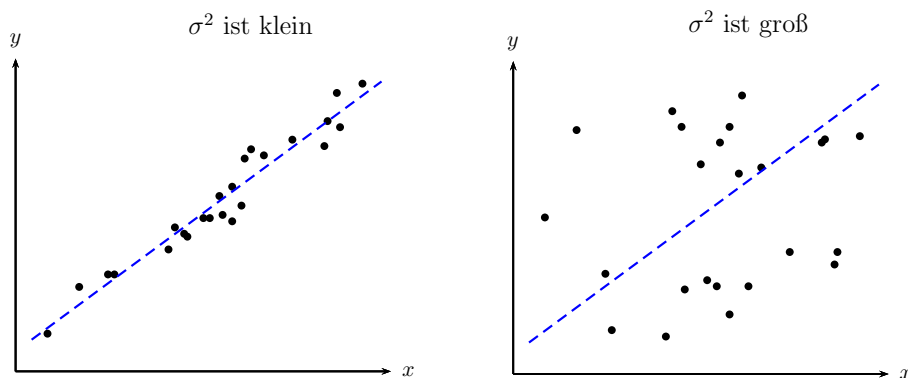 σ² ist klein
y
x
σ² ist groß
y
x